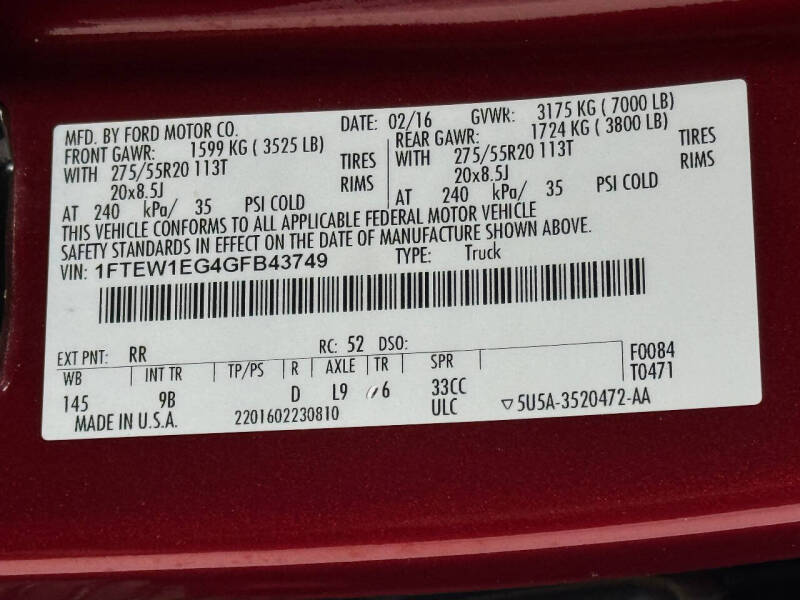 MFD. BY FORD MOTOR CO. DATE: 02/16 GVWR: 3175 KG ( 7000 LB)
FRONT GAWR: 1599 KG ( 3525 LB) REAR GAWR: 1724 KG ( 3800 LB)
WITH 275/55R20 113T TIRES WITH 275/55R20 113T TIRES
20x8.5J RIMS 20x8.5J RIMS
AT 240 kPa/ 35 PSI COLD AT 240 kPa/ 35 PSI COLD
THIS VEHICLE CONFORMS TO ALL APPLICABLE FEDERAL MOTOR VEHICLE
SAFETY STANDARDS IN EFFECT ON THE DATE OF MANUFACTURE SHOWN ABOVE.
VIN: 1FTEW1EG4GFB43749 TYPE: Truck
EXT PNT: RR RC: 52 DSO: F0084
WB INT TR TP/PS R AXLE TR SPR T0471
145 9B D L9 6 33CC
ULC ▽5U5A-3520472-AA
MADE IN U.S.A. 2201602230810